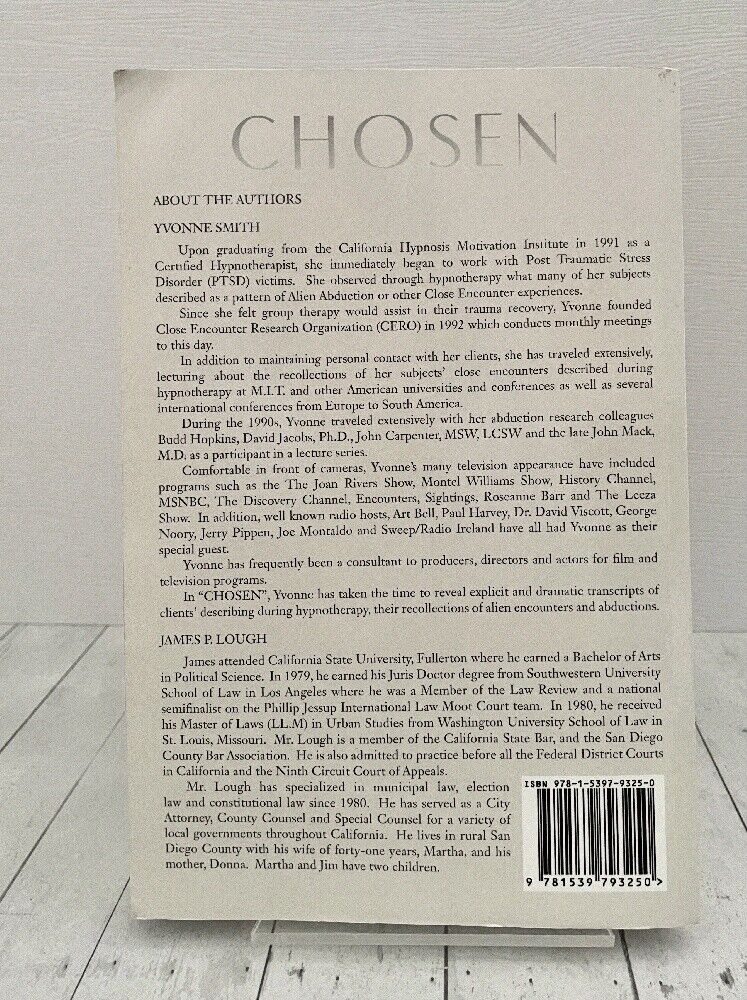 CHOSEN
ABOUT THE AUTHORS
YVONNE SMITH
Upon graduating from the California Hypnosis Motivation Institute in 1991 as a
Certified Hypnotherapist, she immediately began to work with Post Traumatic Stress
Disorder (PTSD) victims. She observed through hypnotherapy what many of her subjects
described as a pattern of Alien Abduction or other Close Encounter experiences.
Since she felt group therapy would assist in their trauma recovery, Yvonne founded
Close Encounter Research Organization (CERO) in 1992 which conducts monthly meetings
to this day.
In addition to maintaining personal contact with her clients, she has traveled extensively,
lecturing about the recollections of her subjects' close encounters described during
hypnotherapy at M.I.T. and other American universities and conferences as well as several
international conferences from Europe to South America.
During the 1990s, Yvonne traveled extensively with her abduction research colleagues
Budd Hopkins, David Jacobs, Ph.D., John Carpenter, MSW, LCSW and the late John Mack,
M.D. as a participant in a lecture series.
Comfortable in front of cameras, Yvonne's many television appearance have included
programs such as the The Joan Rivers Show, Montel Williams Show, History Channel,
MSNBC, The Discovery Channel, Encounters, Sightings, Roseanne Barr and The Leeza
Show. In addition, well known radio hosts, Art Bell, Paul Harvey, Dr. David Viscott, George
Noory, Jerry Pippen, Joe Montaldo and Sweep/Radio Ireland have all had Yvonne as their
special guest.
Yvonne has frequently been a consultant to producers, directors and actors for film and
television programs.
In "CHOSEN", Yvonne has taken the time to reveal explicit and dramatic transcripts of
clients' describing during hypnotherapy, their recollections of alien encounters and abductions.
JAMES P. LOUGH
James attended California State University, Fullerton where he earned a Bachelor of Arts
in Political Science. In 1979, he earned his Juris Doctor degree from Southwestern University
School of Law in Los Angeles where he was a Member of the Law Review and a national
semifinalist on the Phillip Jessup International Law Moot Court team. In 1980, he received
his Master of Laws (LL.M) in Urban Studies from Washington University School of Law in
St. Louis, Missouri. Mr. Lough is a member of the California State Bar, and the San Diego
County Bar Association. He is also admitted to practice before all the Federal District Courts
in California and the Ninth Circuit Court of Appeals.
Mr. Lough has specialized in municipal law, election
law and constitutional law since 1980. He has served as a City
Attorney, County Counsel and Special Counsel for a variety of
local governments throughout California. He lives in rural San
Diego County with his wife of forty-one years, Martha, and his
mother, Donna. Martha and Jim have two children.
ISBN 978-1-5397-9325-0
9 781539 793250>